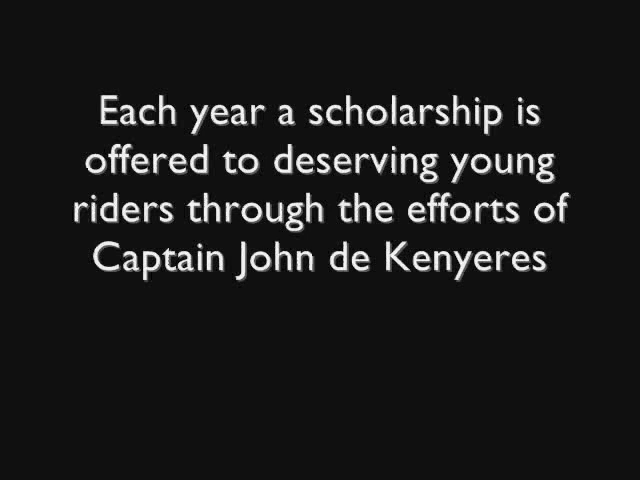 Each year a scholarship is
offered to deserving young
riders through the efforts of
Captain John de Kenyeres